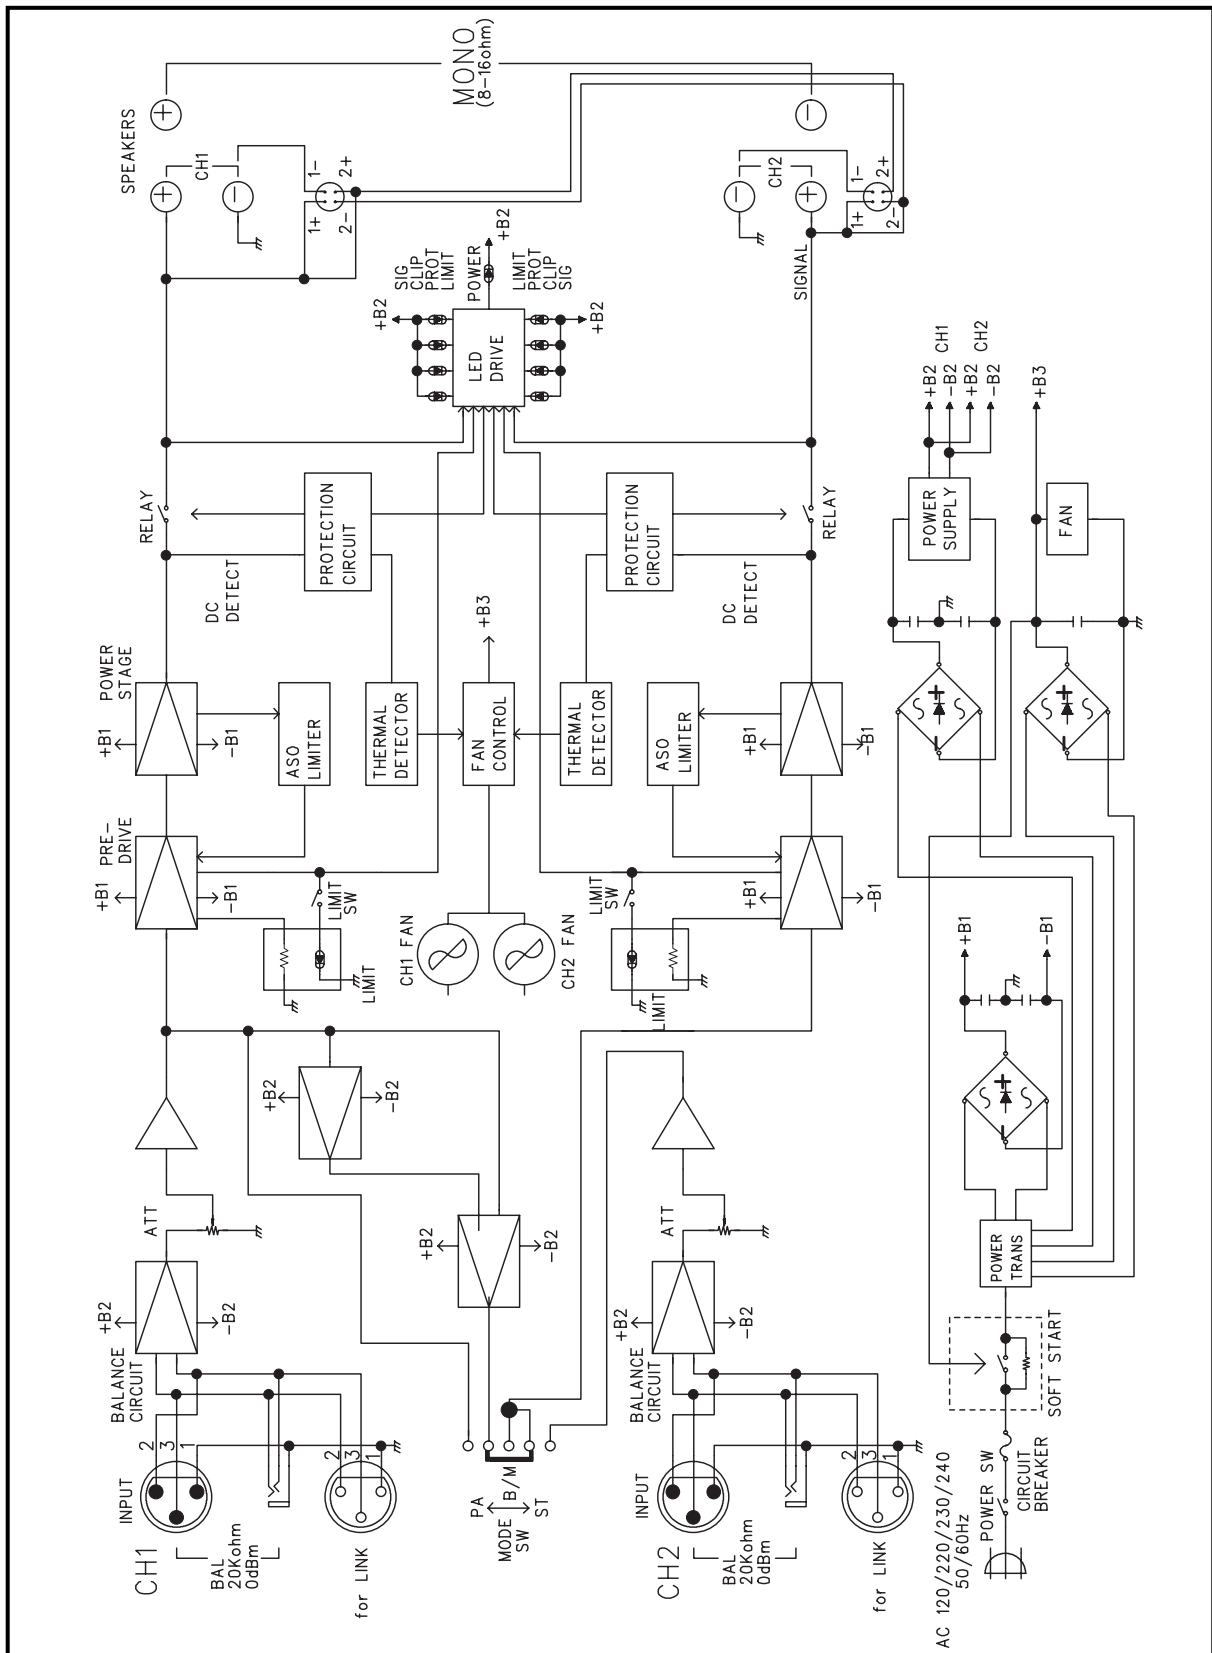 CH1
INPUT
2
3
1
BAL
20Kohm
0dBm
for LINK
2
3
1
BALANCE
CIRCUIT
+B2
-B2
ATT
+B2
-B2
+B2
-B2
PA
B/M
ST
MODE
SW
PRE-
DRIVE
+B1
-B1
LIMIT
SW
LIMIT
POWER
STAGE
+B1
-B1
ASO
LIMITER
THERMAL
DETECTOR
FAN
CONTROL
+B3
CH1 FAN
CH2 FAN
DC
DETECT
PROTECTION
CIRCUIT
RELAY
LED
DRIVE
+B2
SIG
CLIP
PROT
LIMIT
POWER
+B2
LIMIT
PROT
CLIP
SIG
+B2
SPEAKERS
+
+
CH1
-
1+
1-
2-
2+
MONO
(8-16ohm)
-
CH2
INPUT
BAL
20Kohm
0dBm
for LINK
2
3
1
BALANCE
CIRCUIT
+B2
-B2
ATT
LIMIT
LIMIT
SW
+B1
-B1
THERMAL
DETECTOR
ASO
LIMITER
+B1
-B1
PROTECTION
CIRCUIT
DC
DETECT
RELAY
SIGNAL
-
CH2
+
1+
1-
2-
2+
AC 120/220/230/240
50/60Hz
POWER SW
CIRCUIT
BREAKER
SOFT START
POWER
TRANS
+B1
-B1
POWER
SUPPLY
FAN
+B2
-B2
CH1
+B2
-B2
CH2
+B3